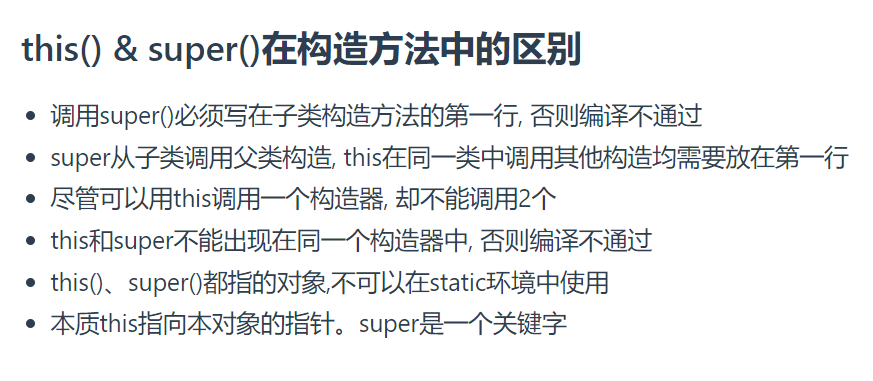 this() & super()在构造方法中的区别
调用super()必须写在子类构造方法的第一行, 否则编译不通过
super从子类调用父类构造, this在同一类中调用其他构造均需要放在第一行
尽管可以用this调用一个构造器, 却不能调用2个
this和super不能出现在同一个构造器中, 否则编译不通过
this()、super()都指的对象,不可以在static环境中使用
本质this指向本对象的指针。super是一个关键字